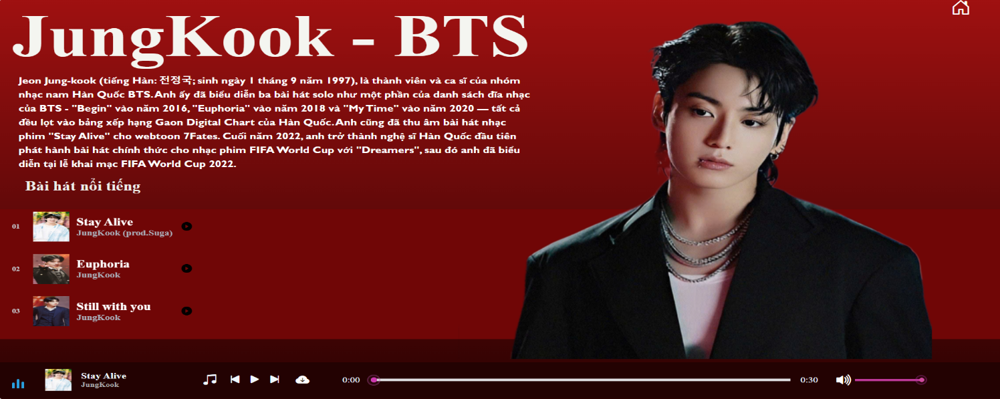 JungKook - BTS
Jeon Jung-kook (tiếng Hàn: 전정국; sinh ngày 1 tháng 9 năm 1997), là thành viên và ca sĩ của nhóm
nhạc nam Hàn Quốc BTS. Anh ấy đã biểu diễn ba bài hát solo như một phần của danh sách đĩa nhạc
của BTS - "Begin" vào năm 2016, "Euphoria" vào năm 2018 và "My Time" vào năm 2020 — tất cả
đều lọt vào bảng xếp hạng Gaon Digital Chart của Hàn Quốc. Anh cũng đã thu âm bài hát nhạc
phim "Stay Alive" cho webtoon 7Fates. Cuối năm 2022, anh trở thành nghệ sĩ Hàn Quốc đầu tiên
phát hành bài hát chính thức cho nhạc phim FIFA World Cup với "Dreamers", sau đó anh đã biểu
diễn tại lễ khai mạc FIFA World Cup 2022.
Bài hát nổi tiếng
01
Stay Alive
JungKook (prod.Suga)
02
Euphoria
JungKook
03
Still with you
JungKook
Stay Alive
JungKook
0:00
0:30